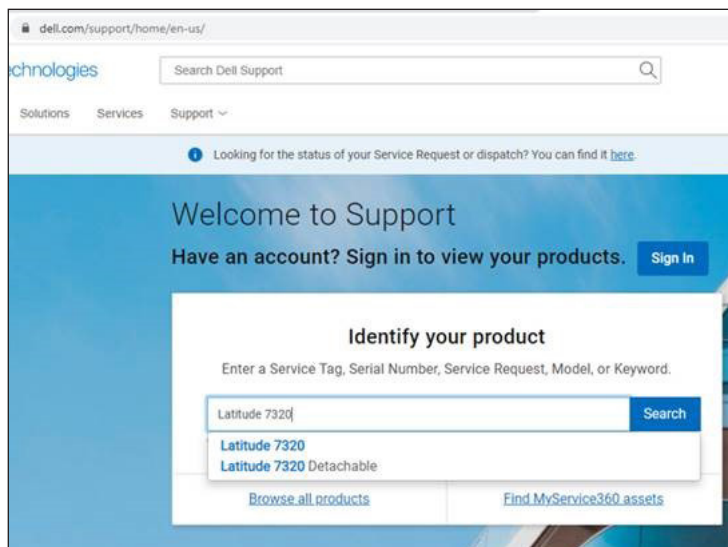 dell.com/support/home/en-us/
echnologies
Search Dell Support
Solutions Services Support
Looking for the status of your Service Request or dispatch? You can find it here.
Welcome to Support
Have an account? Sign in to view your products. Sign In
Identify your product
Enter a Service Tag, Serial Number, Service Request, Model, or Keyword.
Latitude 7320 Search
Latitude 7320
Latitude 7320 Detachable
Browse all products Find MyService360 assets